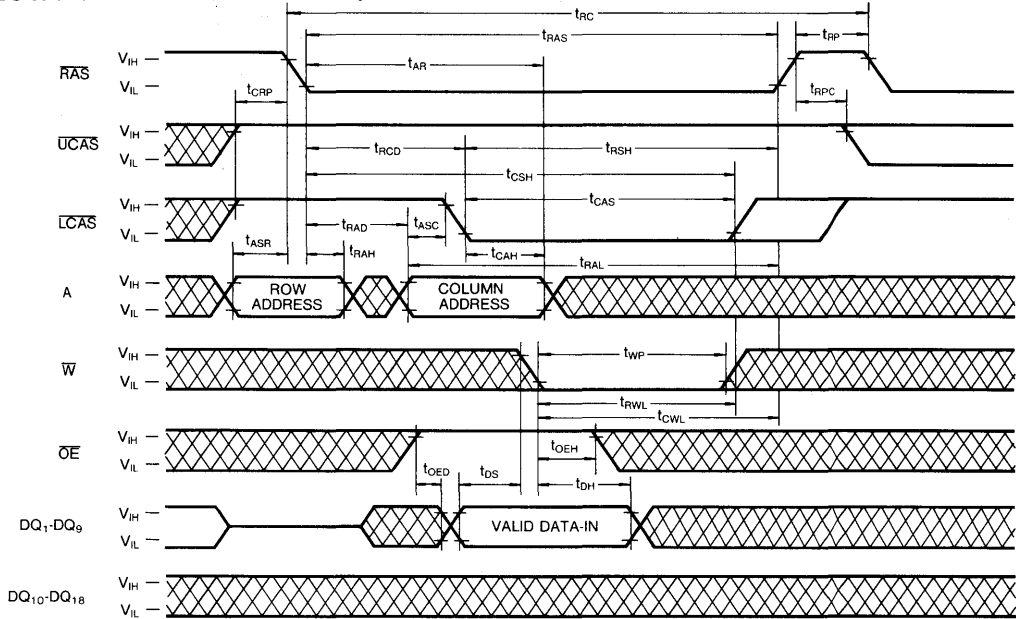 tRC
tRAS
tRP
tAR
RAS
VIH
VIL
tCRP
tRPC
UCAS
VIH
VIL
tRCD
tRSH
tCSH
tCAS
LCAS
VIH
VIL
tRAD
tASC
tASR
tRAH
tCAH
tRAL
A
VIH
VIL
ROW ADDRESS
COLUMN ADDRESS
W
VIH
VIL
tWP
tRWL
tCWL
OE
VIH
VIL
tOEH
tOED
tDS
tDH
DQ1-DQ9
VIH
VIL
VALID DATA-IN
DQ10-DQ18
VIH
VIL